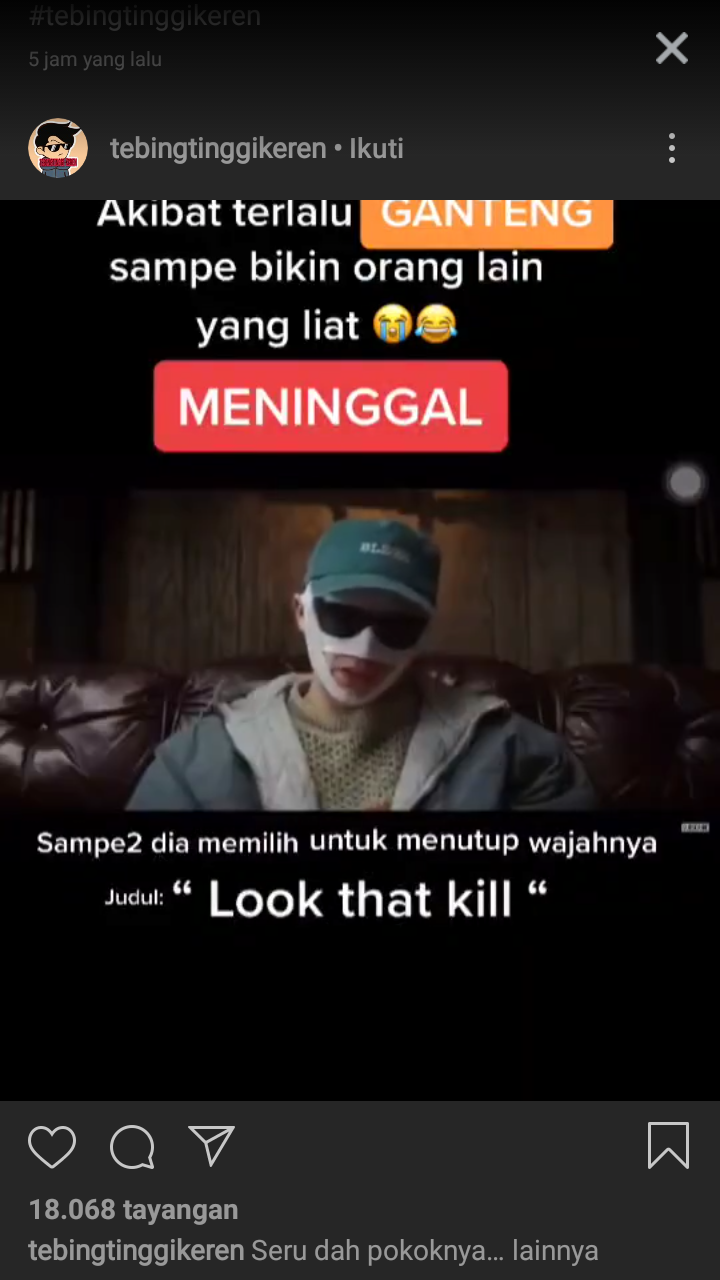 #tebingtinggikeren
5 jam yang lalu
tebingtinggikeren • Ikuti
Akibat terlalu GANTENG
sampe bikin orang lain
yang liat 😭😂
MENINGGAL
Sampe2 dia memilih untuk menutup wajahnya
Judul: “ Look that kill “
18.068 tayangan
tebingtinggikeren Seru dah pokoknya... lainnya